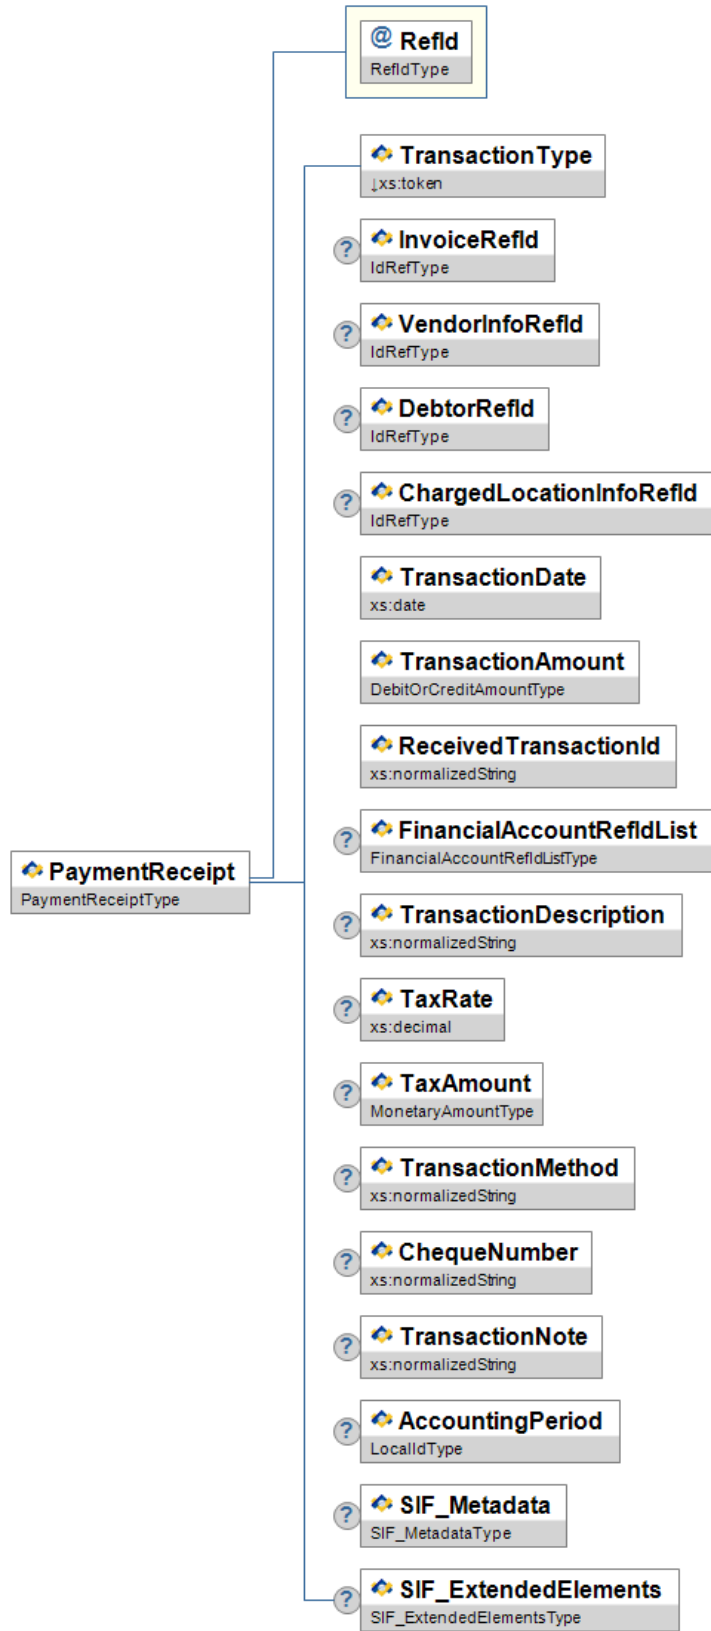 @ RefId
RefIdType
TransactionType
↓xs:token
? InvoiceRefId
IdRefType
? VendorInfoRefId
IdRefType
? DebtorRefId
IdRefType
? ChargedLocationInfoRefId
IdRefType
TransactionDate
xs:date
TransactionAmount
DebitOrCreditAmountType
ReceivedTransactionId
xs:normalizedString
? FinancialAccountRefIdList
FinancialAccountRefIdListType
PaymentReceipt
PaymentReceiptType
? TransactionDescription
xs:normalizedString
? TaxRate
xs:decimal
? TaxAmount
MonetaryAmountType
? TransactionMethod
xs:normalizedString
? ChequeNumber
xs:normalizedString
? TransactionNote
xs:normalizedString
? AccountingPeriod
LocalIdType
? SIF_Metadata
SIF_MetadataType
? SIF_ExtendedElements
SIF_ExtendedElementsType